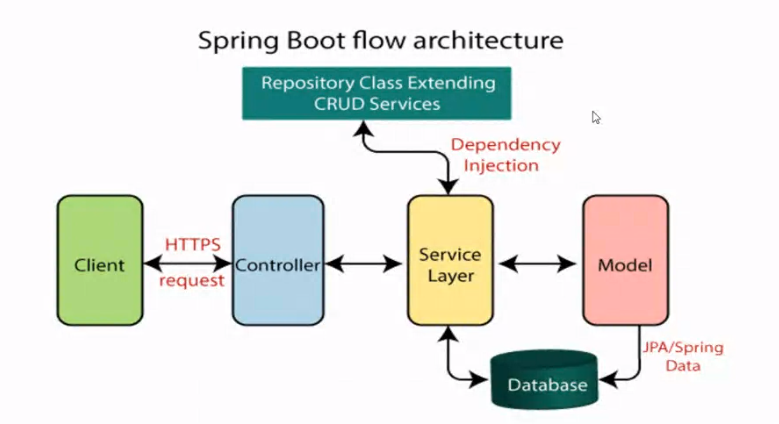 Spring Boot flow architecture
Repository Class Extending
CRUD Services
Dependency
Injection
Client
HTTPS
request
Controller
Service
Layer
Model
JPA/Spring
Data
Database